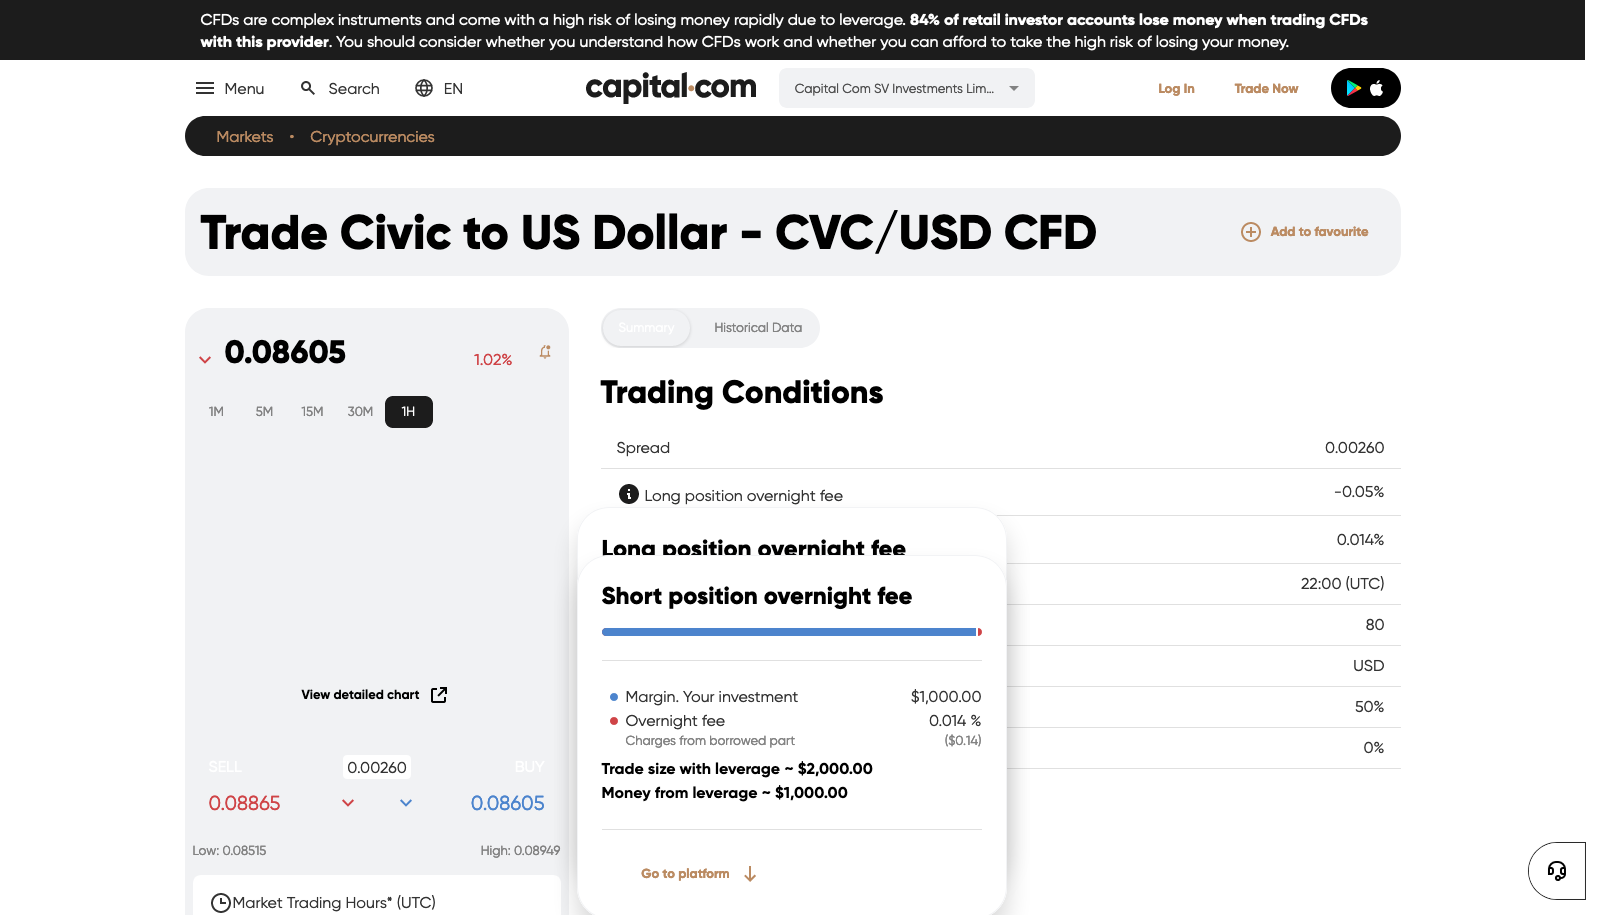 CFDs are complex instruments and come with a high risk of losing money rapidly due to leverage. 84% of retail investor accounts lose money when trading CFDs
with this provider. You should consider whether you understand how CFDs work and whether you can afford to take the high risk of losing your money.
Menu Search EN capital.com Capital Com SV Investments Lim... Log In Trade Now
Markets • Cryptocurrencies
Trade Civic to US Dollar - CVC/USD CFD
Add to favourite
0.08605 1.02%
1M 5M 15M 30M 1H
View detailed chart
SELL 0.00260 BUY
0.08865 0.08605
Low: 0.08515 High: 0.08949
Market Trading Hours* (UTC)
Summary Historical Data
Trading Conditions
Spread 0.00260
Long position overnight fee -0.05%
0.014%
22:00 (UTC)
80
USD
50%
0%
Long position overnight fee
Short position overnight fee
Margin. Your investment $1,000.00
Overnight fee 0.014 %
Charges from borrowed part ($0.14)
Trade size with leverage ~ $2,000.00
Money from leverage ~ $1,000.00
Go to platform